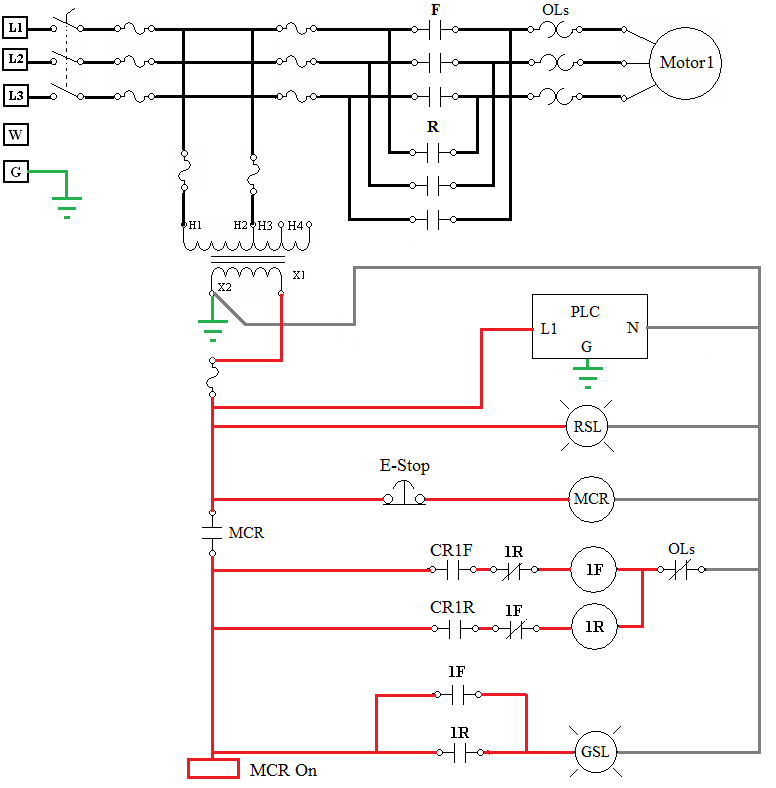 F
OLs
L1
L2
Motor1
L3
R
W
G
H1
H2
H3
H4
X1
X2
PLC
L1
N
G
RSL
E-Stop
MCR
MCR
CR1F
1R
1F
OLs
CR1R
1F
1R
1F
1R
GSL
MCR On